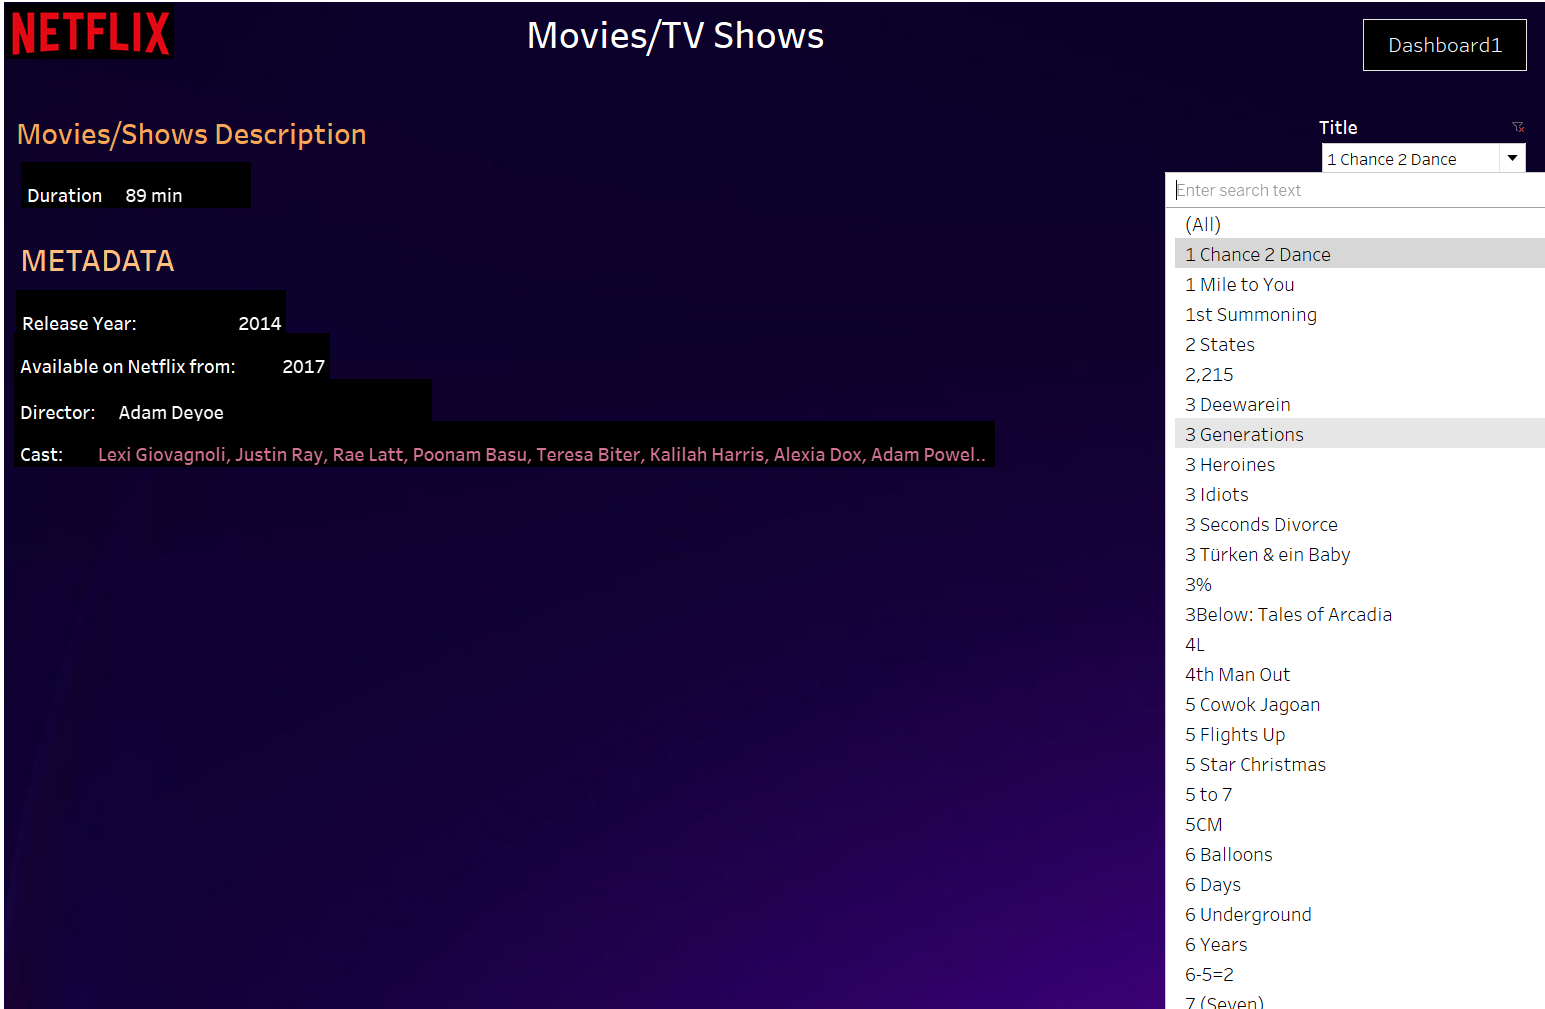 NETFLIX
Movies/TV Shows
Dashboard1
Movies/Shows Description
Title
1 Chance 2 Dance
Duration 89 min
METADATA
Release Year: 2014
Available on Netflix from: 2017
Director: Adam Deyoe
Cast: Lexi Giovagnoli, Justin Ray, Rae Latt, Poonam Basu, Teresa Biter, Kalilah Harris, Alexia Dox, Adam Powel..
Enter search text
(All)
1 Chance 2 Dance
1 Mile to You
1st Summoning
2 States
2,215
3 Deewarein
3 Generations
3 Heroines
3 Idiots
3 Seconds Divorce
3 Türken & ein Baby
3%
3Below: Tales of Arcadia
4L
4th Man Out
5 Cowok Jagoan
5 Flights Up
5 Star Christmas
5 to 7
5CM
6 Balloons
6 Days
6 Underground
6 Years
6-5=2
7 (Seven)